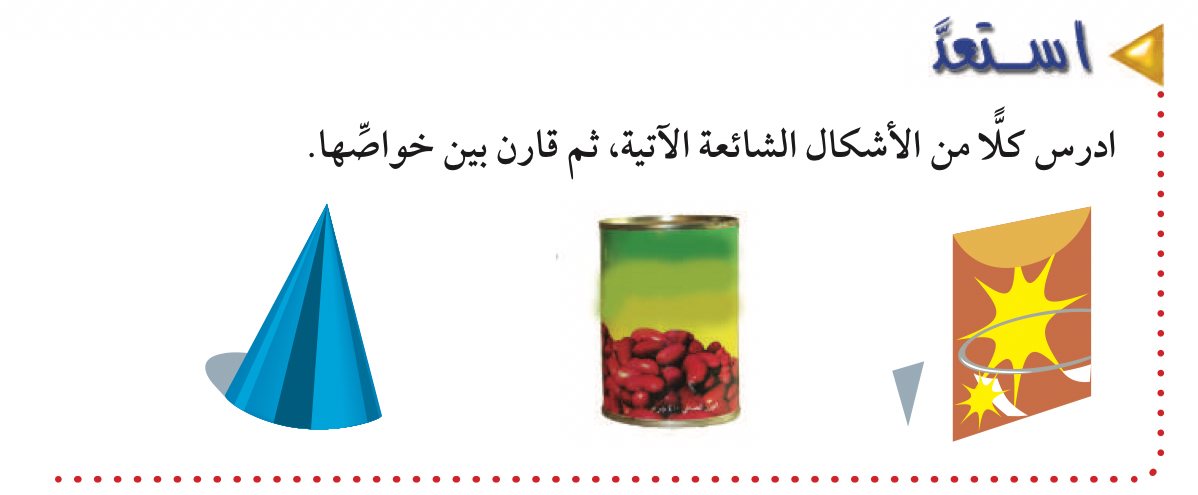 استعدَّ
ادرس كلًّا من الأشكال الشائعة الآتية، ثم قارن بين خواصِّها.